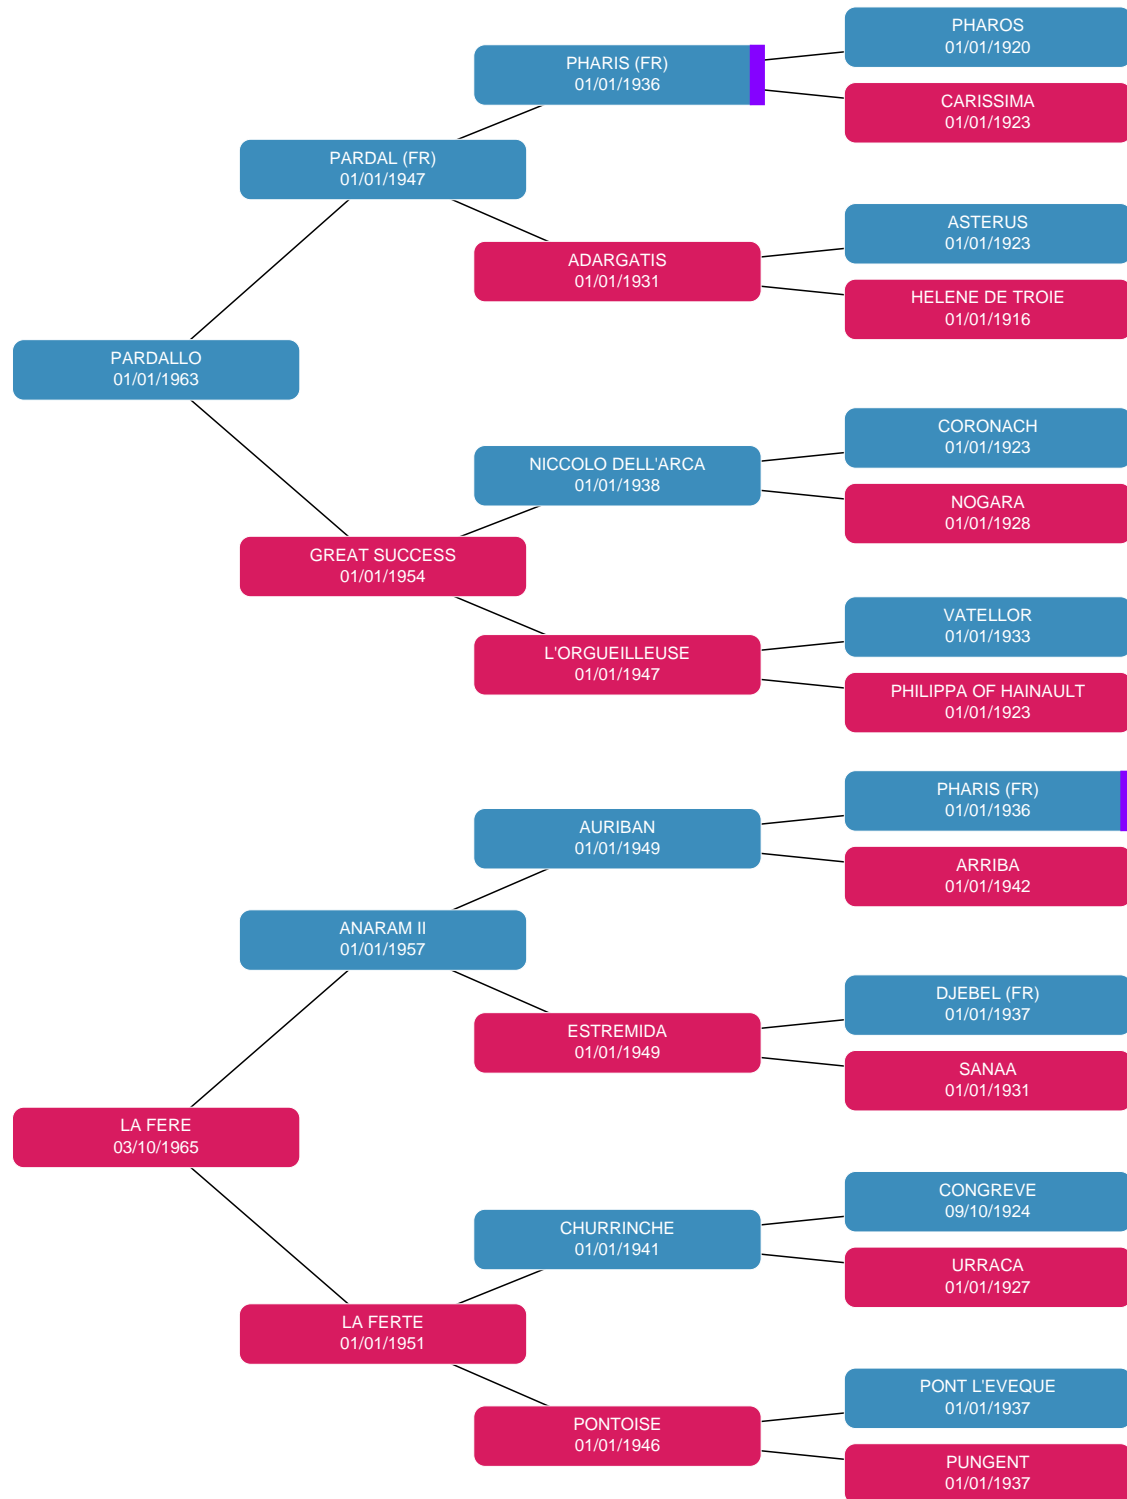 PHAROS
01/01/1920
PHARIS (FR)
01/01/1936
CARISSIMA
01/01/1923
PARDAL (FR)
01/01/1947
ASTERUS
01/01/1923
ADARGATIS
01/01/1931
HELENE DE TROIE
01/01/1916
PARDALLO
01/01/1963
CORONACH
01/01/1923
NICCOLO DELL'ARCA
01/01/1938
NOGARA
01/01/1928
GREAT SUCCESS
01/01/1954
VATELLOR
01/01/1933
L'ORGUEILLEUSE
01/01/1947
PHILIPPA OF HAINAULT
01/01/1923
PHARIS (FR)
01/01/1936
AURIBAN
01/01/1949
ARRIBA
01/01/1942
ANARAM II
01/01/1957
DJEBEL (FR)
01/01/1937
ESTREMIDA
01/01/1949
SANAA
01/01/1931
LA FERE
03/10/1965
CONGREVE
09/10/1924
CHURRINCHE
01/01/1941
URRACA
01/01/1927
LA FERTE
01/01/1951
PONT L'EVEQUE
01/01/1937
PONTOISE
01/01/1946
PUNGENT
01/01/1937